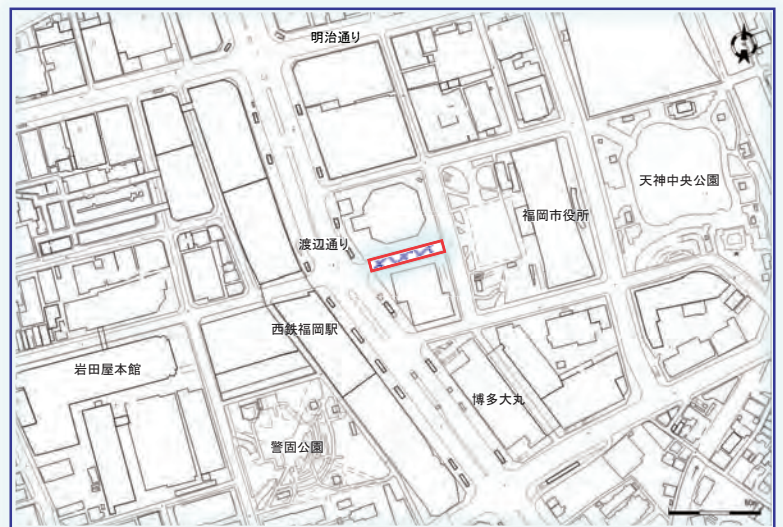 明治通り
天神中央公園
福岡市役所
渡辺通り
西鉄福岡駅
岩田屋本館
博多大丸
警固公園